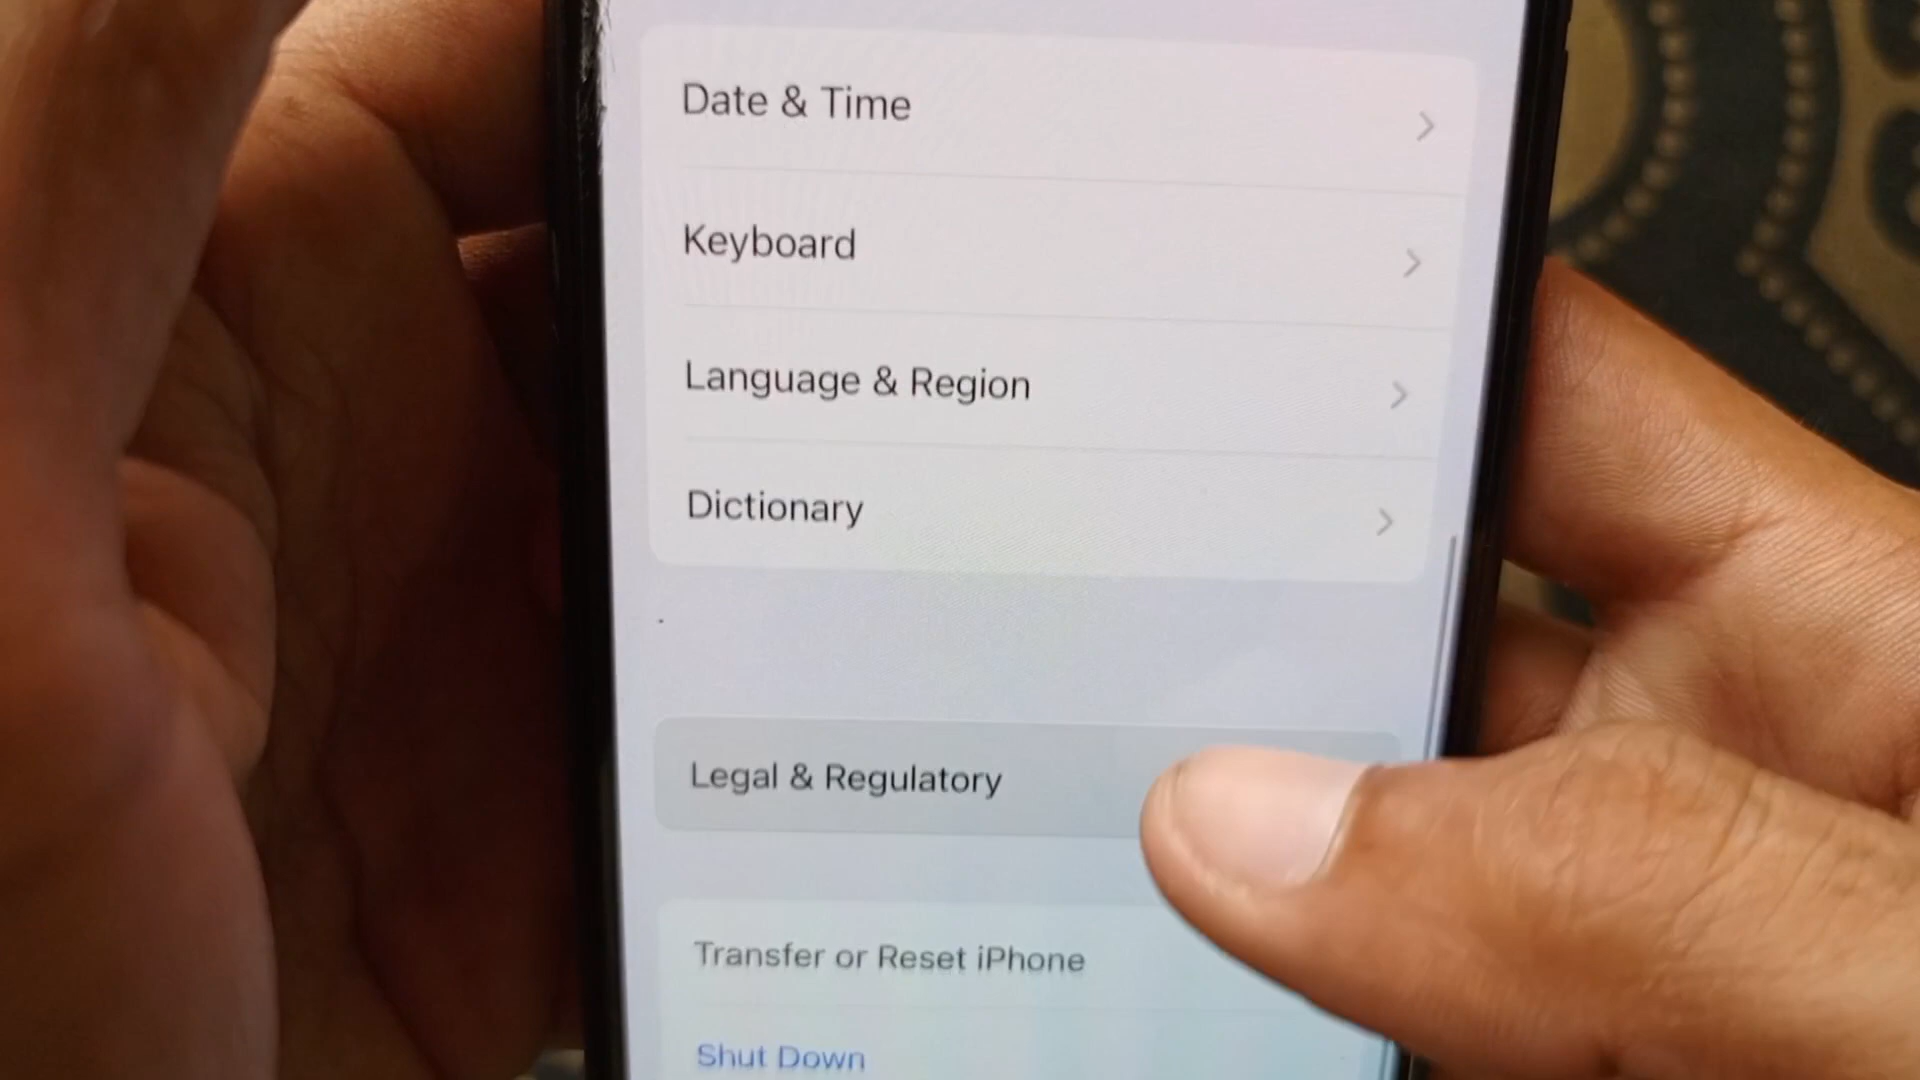 Date & Time
Keyboard
Language & Region
Dictionary
Legal & Regulatory
Transfer or Reset iPhone
Shut Down